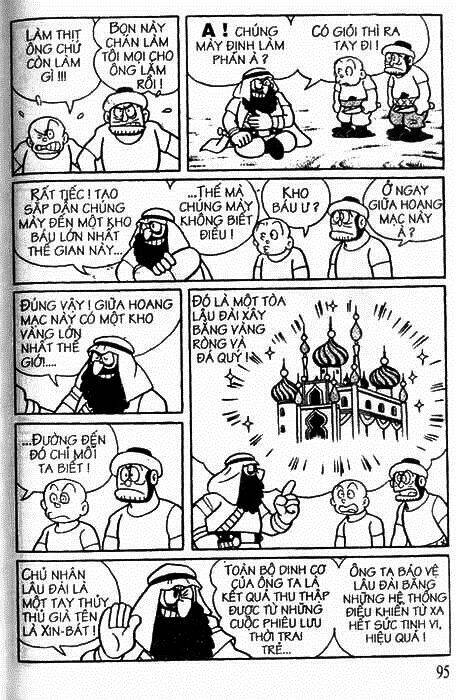 LÀM THỊT
ÔNG CHỨ
CÒN LÀM
GÌ !!!
BỌN NÀY
CHÁN LÀM
TÔI MỌI CHO
ÔNG LẮM
RỒI !
A ! CHÚNG
MÀY ĐỊNH LÀM
PHẢN À ?
CÓ GIỎI THÌ RA
TAY ĐI !
RẤT TIẾC ! TAO
SẮP DẪN CHÚNG
MÀY ĐẾN MỘT KHO
BÁU LỚN NHẤT
THẾ GIAN NÀY...
...THẾ MÀ
CHÚNG MÀY
KHÔNG BIẾT
ĐIỀU !
KHO
BÁU Ư ?
Ở NGAY
GIỮA HOANG
MẠC NÀY
À ?
ĐÚNG VẬY ! GIỮA HOANG
MẠC NÀY CÓ MỘT KHO
VÀNG LỚN
NHẤT THẾ
GIỚI....
ĐÓ LÀ MỘT TÒA
LÂU ĐÀI XÂY
BẰNG VÀNG
RÒNG VÀ
ĐÁ QUÝ !
...ĐƯỜNG ĐẾN
ĐÓ CHỈ MỖI
TA BIẾT !
CHỦ NHÂN
LÂU ĐÀI LÀ
MỘT TAY THỦY
THỦ GIÀ TÊN
LÀ XIN-BÁT !
TOÀN BỘ DINH CƠ
CỦA ÔNG TA LÀ
KẾT QUẢ THU THẬP
ĐƯỢC TỪ NHỮNG
CUỘC PHIÊU LƯU
THỜI TRAI
TRẺ...
ÔNG TA BẢO VỆ
LÂU ĐÀI BẰNG
NHỮNG HỆ THỐNG
ĐIỀU KHIỂN TỪ XA
HẾT SỨC TINH VI,
HIỆU QUẢ !
95